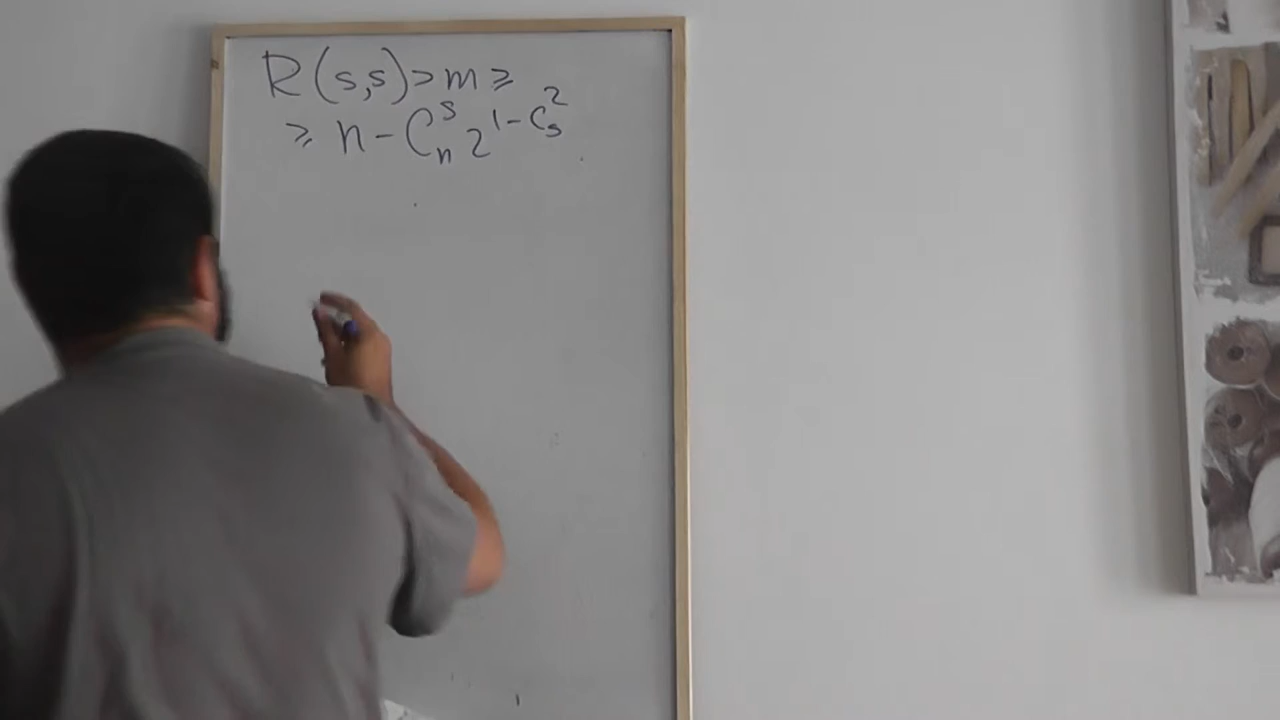 R(s,s) > m ≥
≥ n - C_n^s 2^{1-C_s^2}